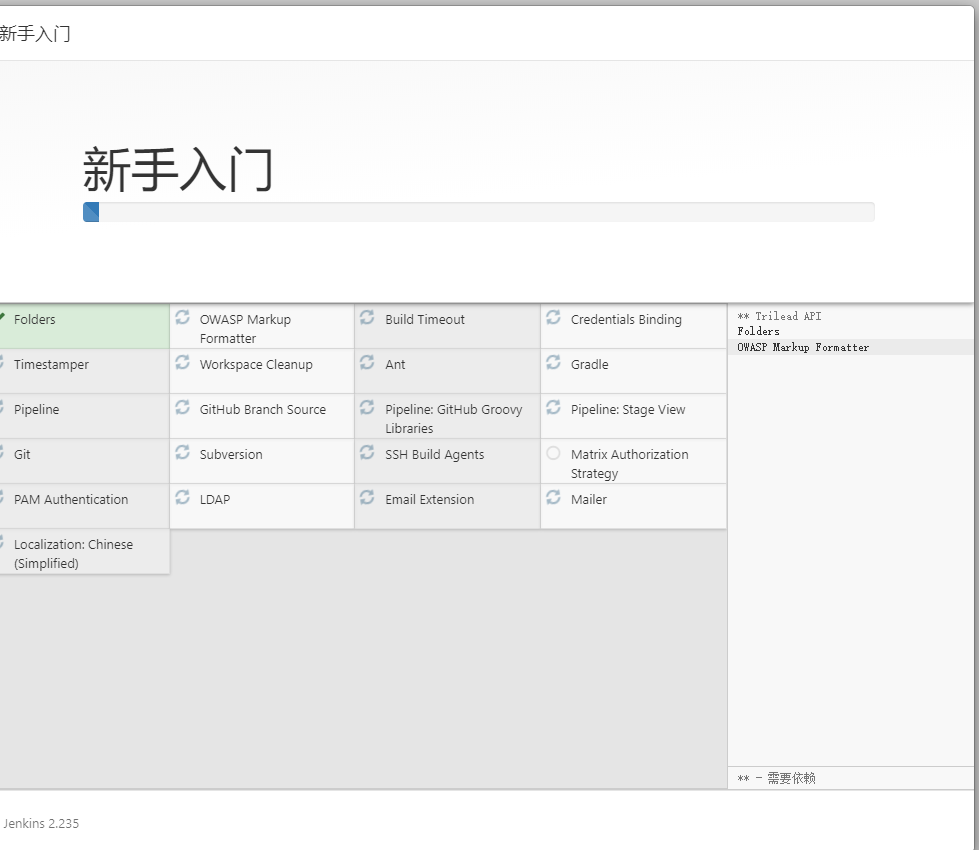 新手入门
新手入门
Folders
OWASP Markup
Formatter
Build Timeout
Credentials Binding
Timestamper
Workspace Cleanup
Ant
Gradle
Pipeline
GitHub Branch Source
Pipeline: GitHub Groovy
Libraries
Pipeline: Stage View
Git
Subversion
SSH Build Agents
Matrix Authorization
Strategy
PAM Authentication
LDAP
Email Extension
Mailer
Localization: Chinese
(Simplified)
** Trilead API
Folders
OWASP Markup Formatter
** - 需要依赖
Jenkins 2.235